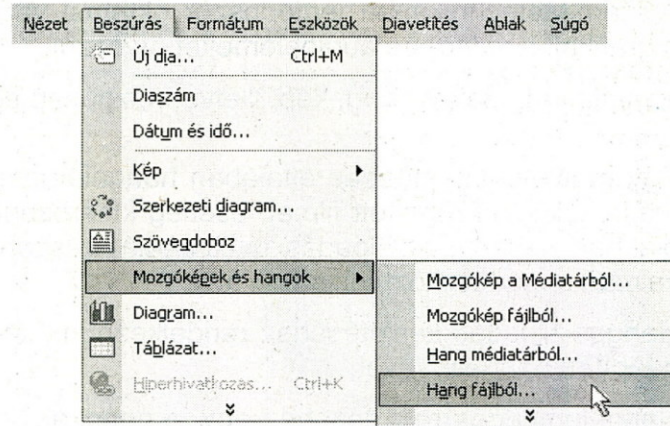 Nézet Beszúrás Formátum Eszközök Diavetítés Ablak Súgó
Új dia... Ctrl+M
Diaszám
Dátum és idő...
Kép
Szerkezeti diagram...
Szövegdoboz
Mozgóképek és hangok
Diagram...
Táblázat...
Hiperhivatkozás... Ctrl+K
Mozgókép a Médiatárból...
Mozgókép fájlból...
Hang médiatárból...
Hang fájlból...